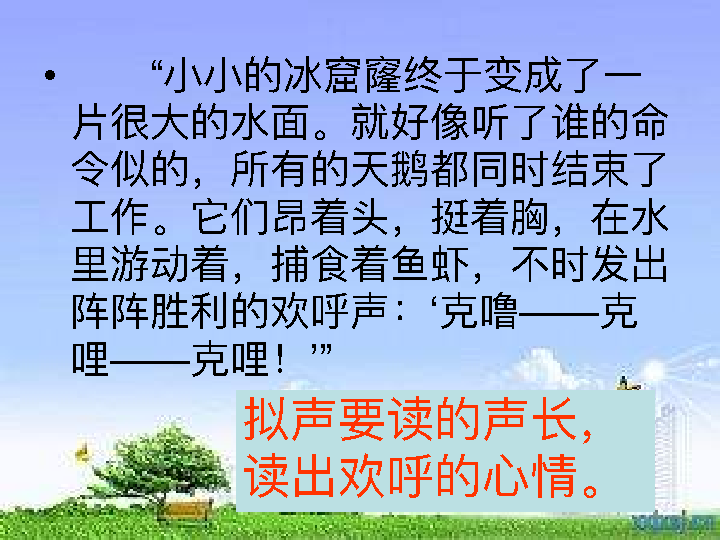 • “小小的冰窟窿终于变成了一
片很大的水面。就好像听了谁的命
令似的，所有的天鹅都同时结束了
工作。它们昂着头，挺着胸，在水
里游动着，捕食着鱼虾，不时发出
阵阵胜利的欢呼声：‘克噜——克
哩——克哩！’”
拟声要读的声长，
读出欢呼的心情。